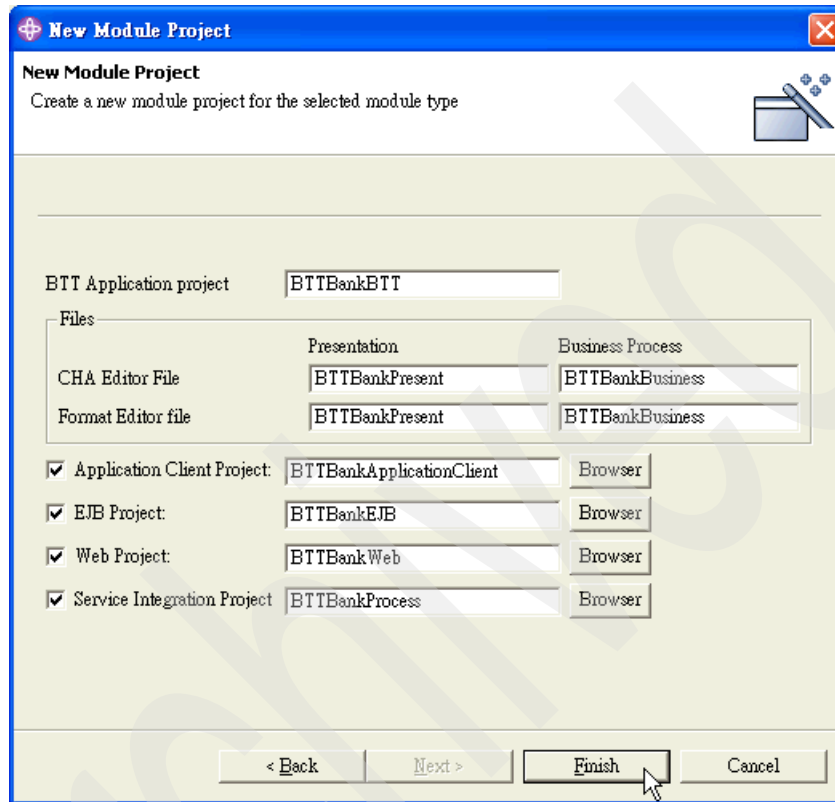 New Module Project
New Module Project
Create a new module project for the selected module type
BTT Application project BTTBankBTT
Files
Presentation Business Process
CHA Editor File BTTBankPresent BTTBankBusiness
Format Editor file BTTBankPresent BTTBankBusiness
Application Client Project: BTTBankApplicationClient Browser
EJB Project: BTTBankEJB Browser
Web Project: BTTBankWeb Browser
Service Integration Project BTTBankProcess Browser
< Back Next > Finish Cancel